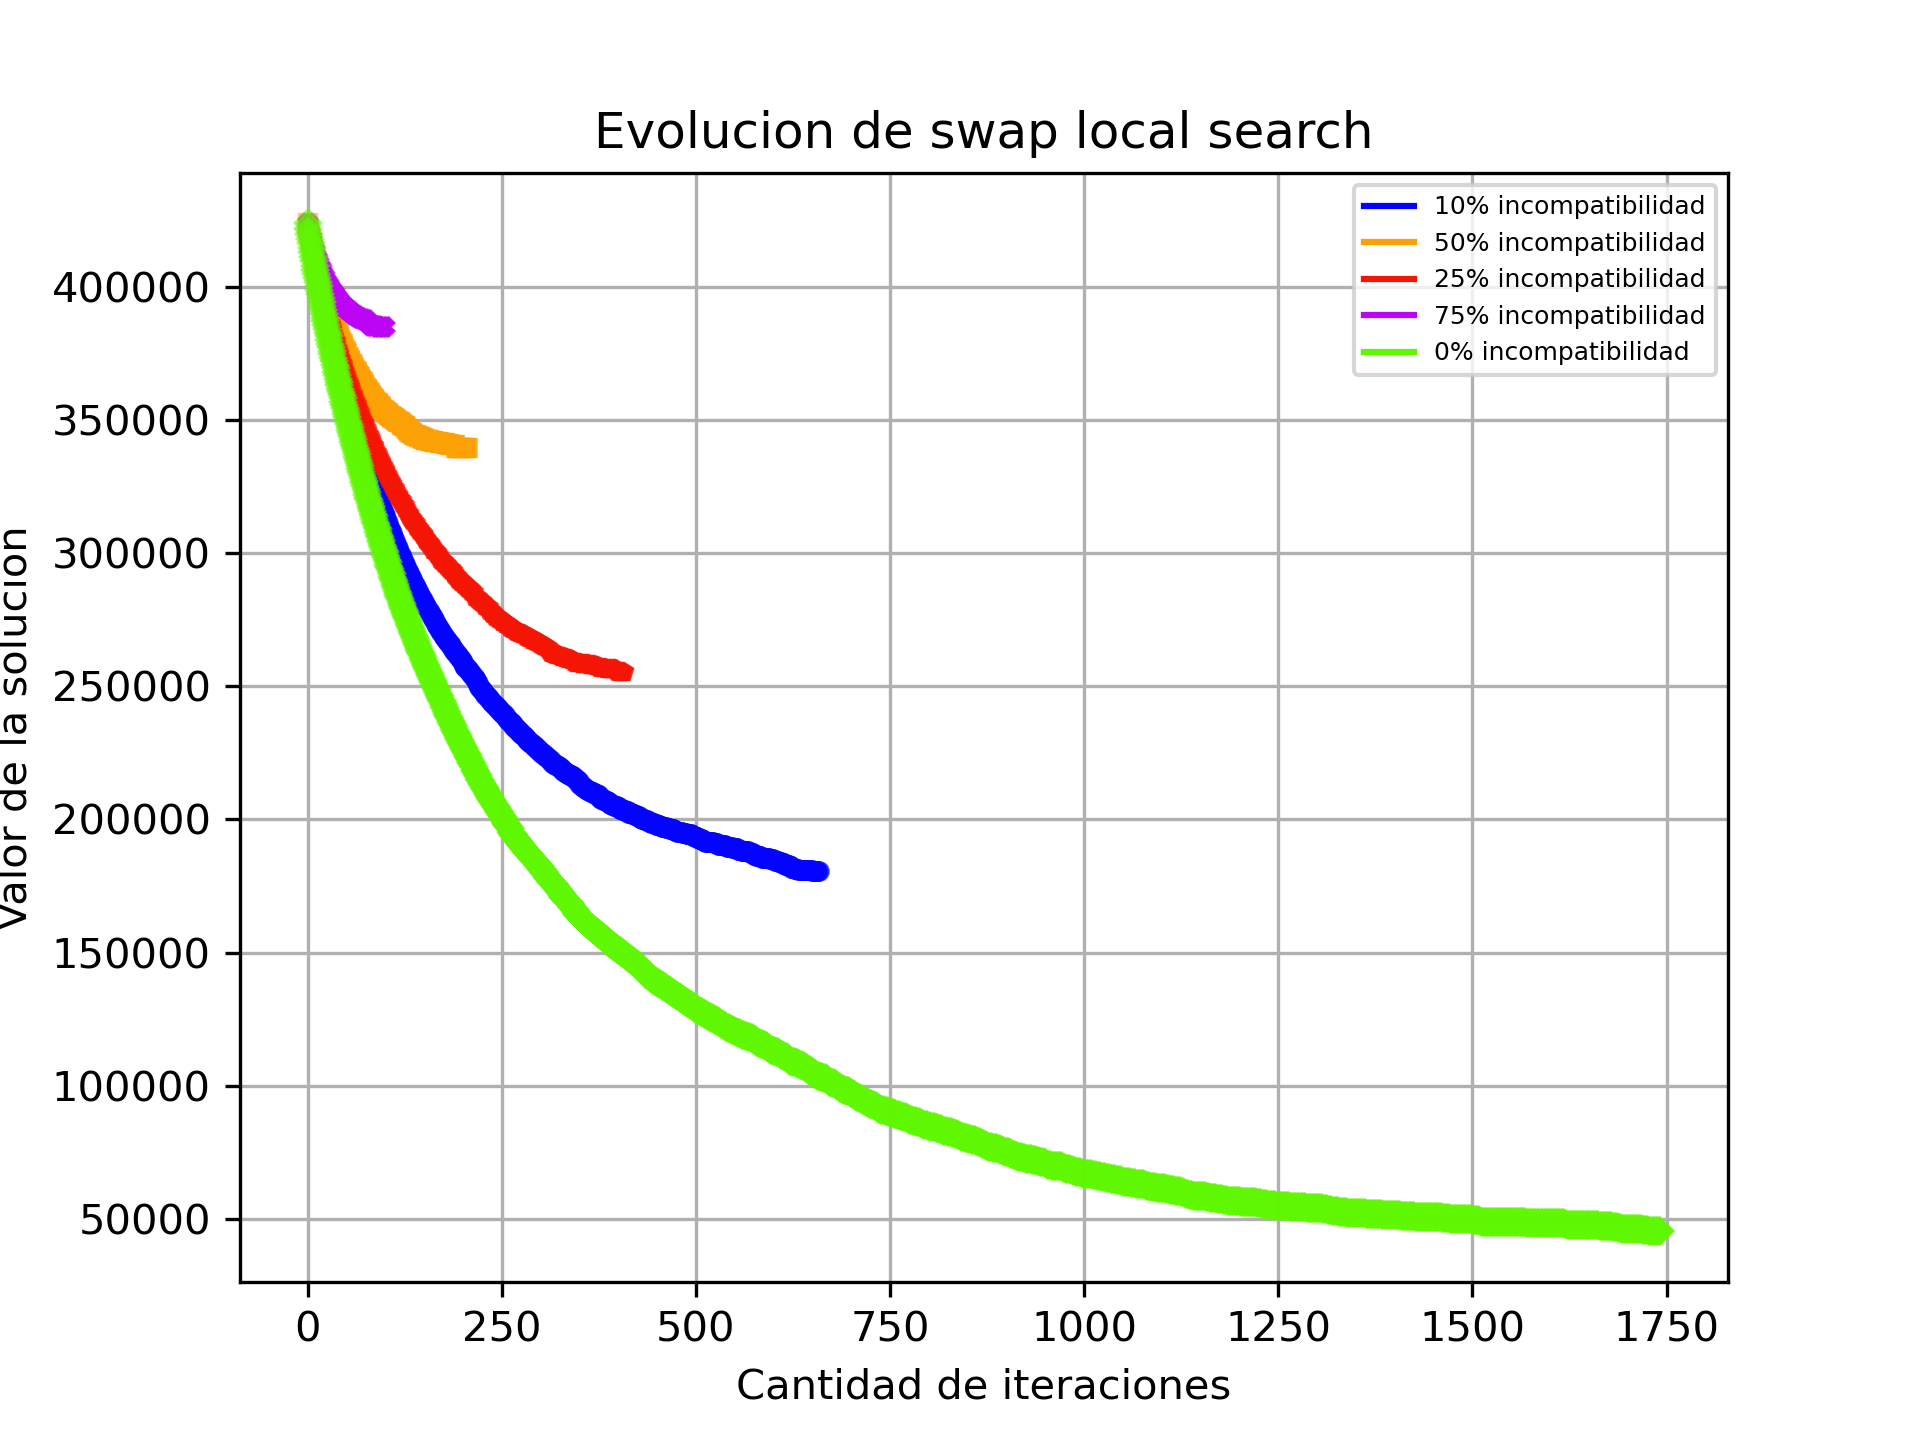 Evolucion de swap local search
10% incompatibilidad
50% incompatibilidad
25% incompatibilidad
75% incompatibilidad
0% incompatibilidad
400000
350000
300000
250000
200000
150000
100000
50000
Valor de la solucion
0 250 500 750 1000 1250 1500 1750
Cantidad de iteraciones